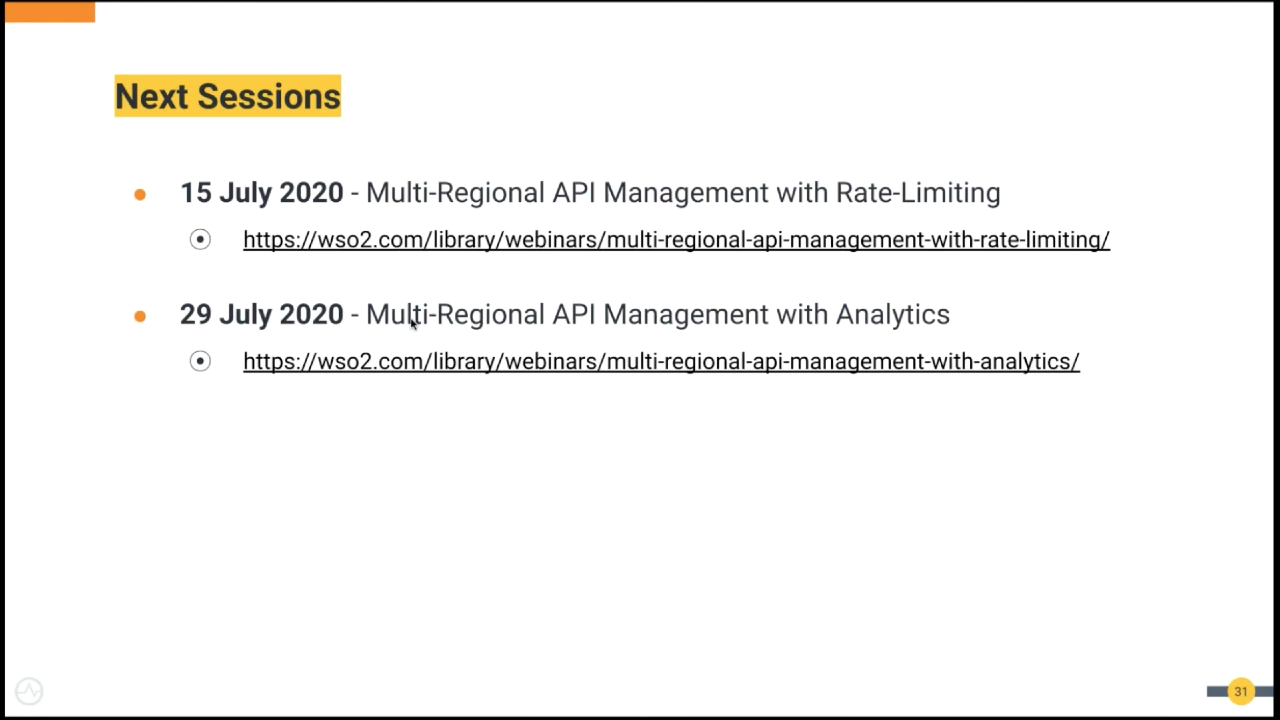 Next Sessions
15 July 2020 - Multi-Regional API Management with Rate-Limiting
https://wso2.com/library/webinars/multi-regional-api-management-with-rate-limiting/
29 July 2020 - Multi-Regional API Management with Analytics
https://wso2.com/library/webinars/multi-regional-api-management-with-analytics/
31